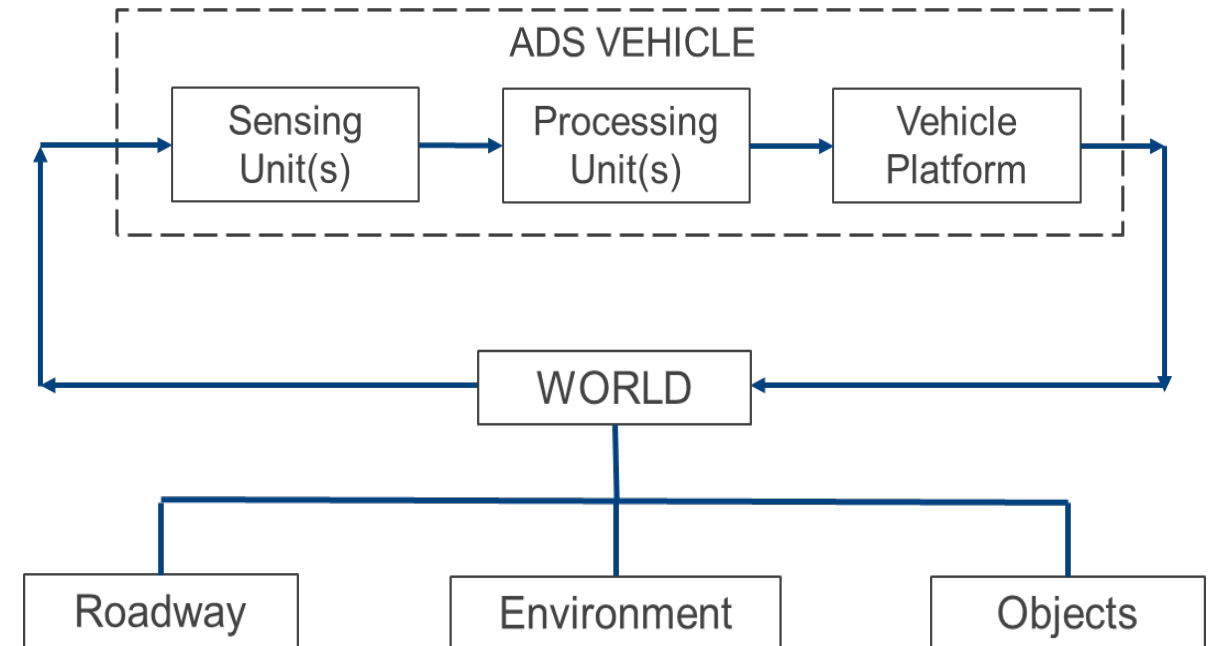 ADS VEHICLE
Sensing
Unit(s)
Processing
Unit(s)
Vehicle
Platform
WORLD
Roadway
Environment
Objects